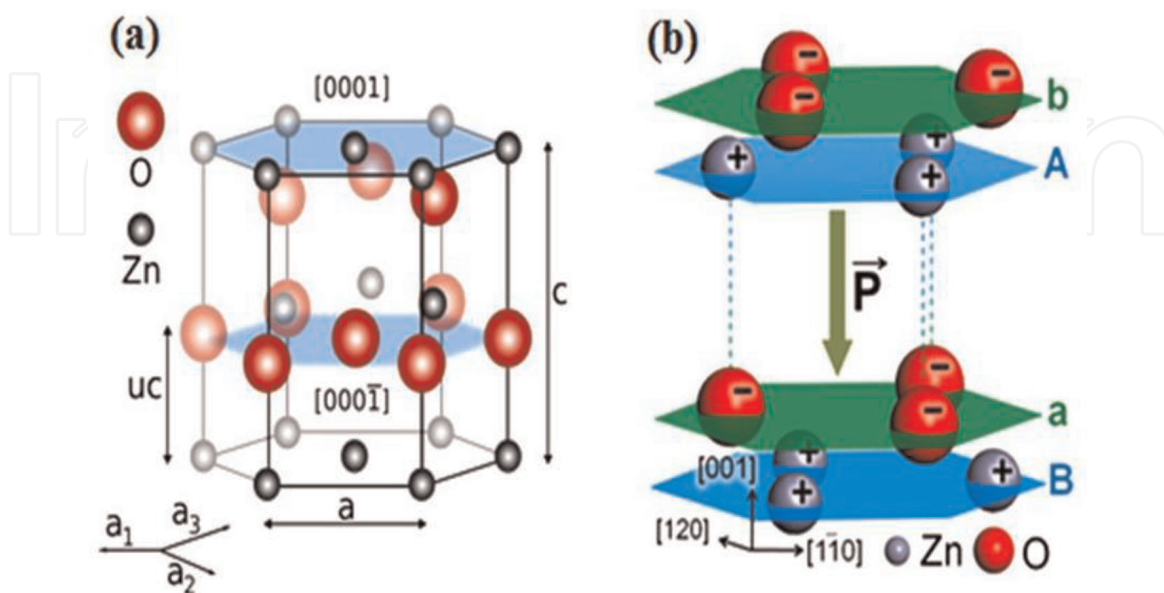 (a)
[0001]
O
Zn
c
uc
[0001̄]
a
a₁
a₃
a₂
(b)
b
A
P⃗
a
B
[001]
[120]
[11̄0]
Zn
O
− − −
+ + +
− − −
+ + +